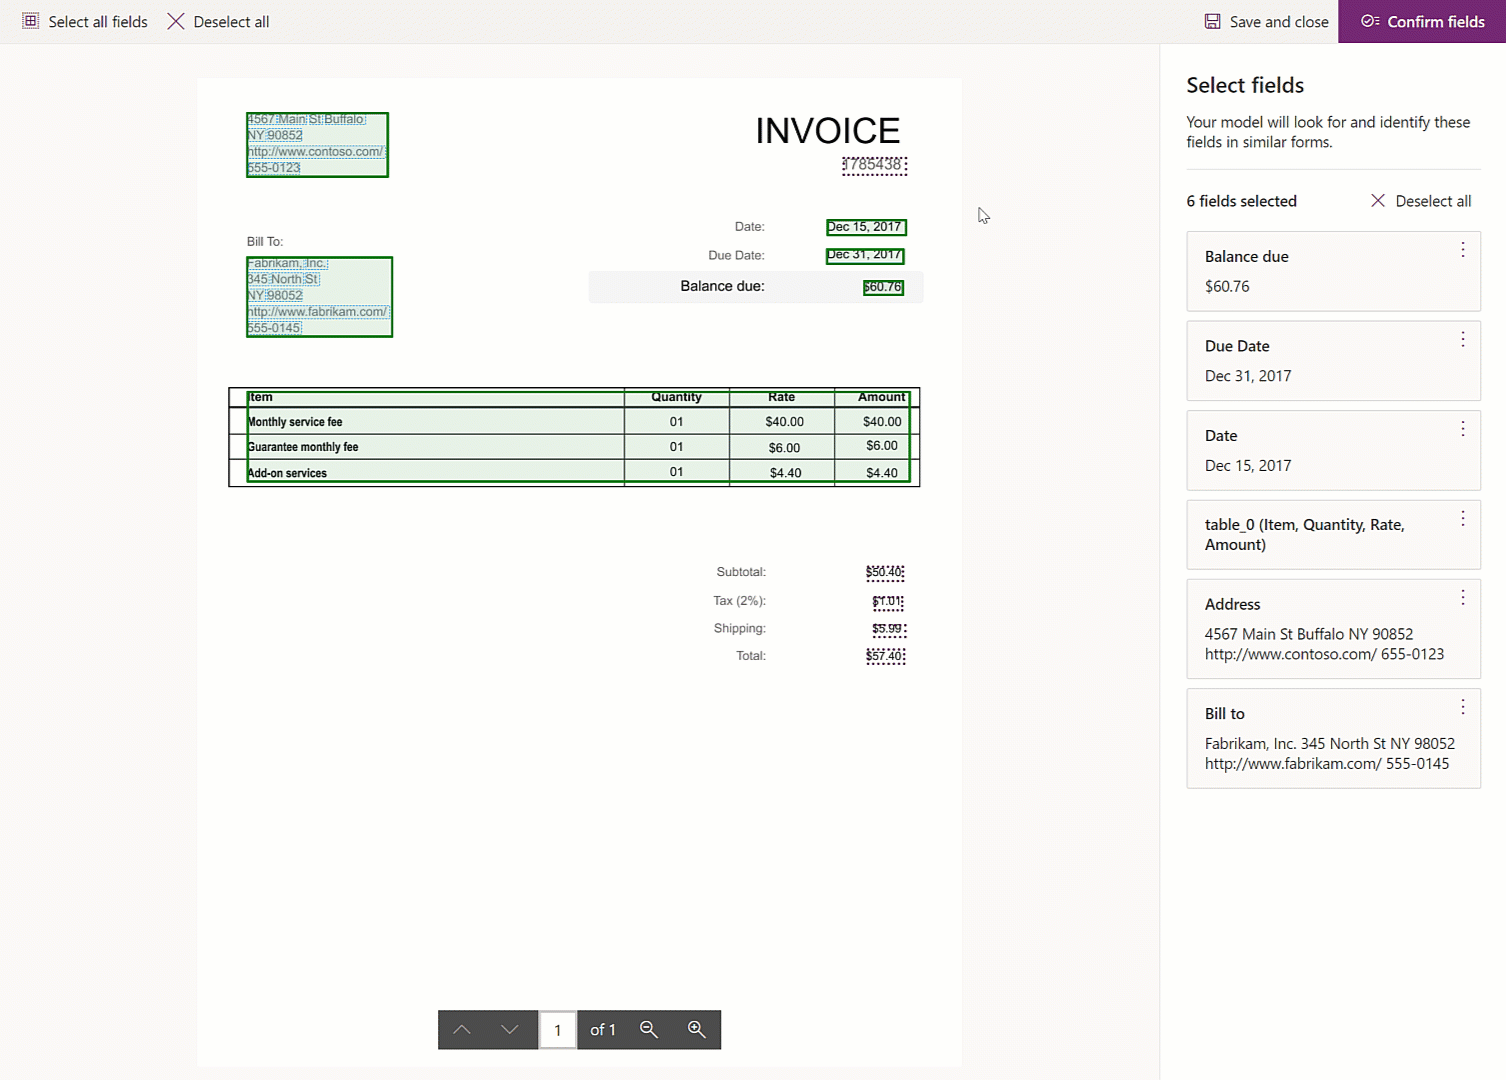 Select all fields
Deselect all
Save and close
Confirm fields
4567 Main St Buffalo
NY 90852
http://www.contoso.com/
555-0123
INVOICE
1785438
Date: Dec 15, 2017
Bill To:
Due Date: Dec 31, 2017
Fabrikam, Inc.
345 North St
NY 98052
http://www.fabrikam.com/
555-0145
Balance due: $60.76
Item Quantity Rate Amount
Monthly service fee 01 $40.00 $40.00
Guarantee monthly fee 01 $6.00 $6.00
Add-on services 01 $4.40 $4.40
Subtotal: $50.40
Tax (2%): $1.01
Shipping: $5.99
Total: $57.40
1 of 1
Select fields
Your model will look for and identify these
fields in similar forms.
6 fields selected
Deselect all
Balance due
$60.76
Due Date
Dec 31, 2017
Date
Dec 15, 2017
table_0 (Item, Quantity, Rate,
Amount)
Address
4567 Main St Buffalo NY 90852
http://www.contoso.com/ 655-0123
Bill to
Fabrikam, Inc. 345 North St NY 98052
http://www.fabrikam.com/ 555-0145